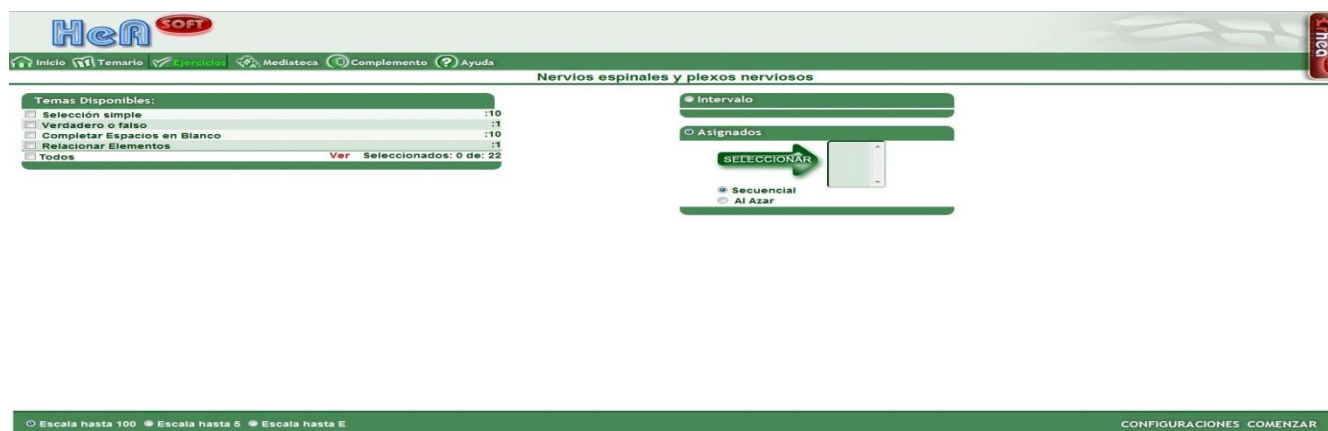 HeA SOFT
Inicio Temario Ejercicios Mediateca Complemento Ayuda
Nervios espinales y plexos nerviosos
Temas Disponibles:
Selección simple :10
Verdadero o falso :1
Completar Espacios en Blanco :10
Relacionar Elementos :1
Todos Ver Seleccionados: 0 de: 22
Intervalo
Asignados
SELECCIONAR
Secuencial
Al Azar
Escala hasta 100 Escala hasta 5 Escala hasta E
CONFIGURACIONES COMENZAR